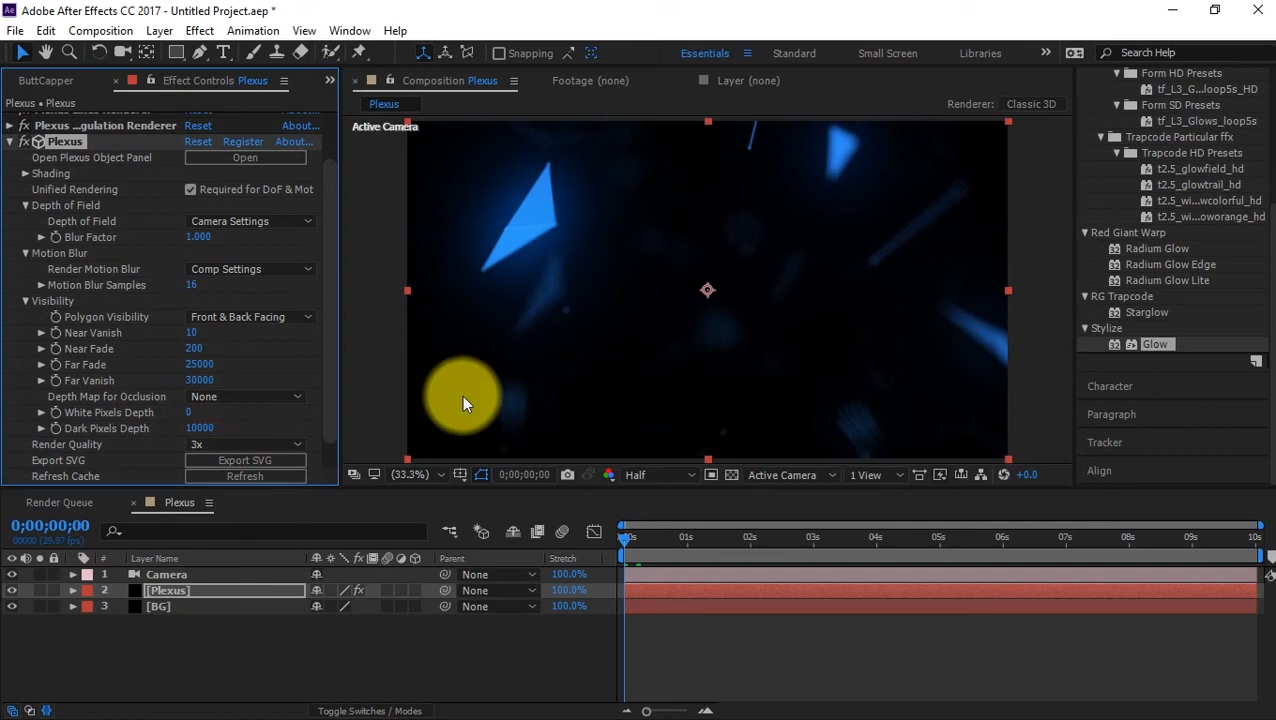 Adobe After Effects CC 2017 - Untitled Project.aep *
File Edit Composition Layer Effect Animation View Window Help
Snapping Essentials Standard Small Screen Libraries Search Help
ButtCapper Effect Controls Plexus
Plexus • Plexus
Plexus ...gulation Renderer Reset About...
fx Plexus Reset Register About...
Open Plexus Object Panel Open
Shading
Unified Rendering Required for DoF & Mot
Depth of Field
Depth of Field Camera Settings
Blur Factor 1.000
Motion Blur
Render Motion Blur Comp Settings
Motion Blur Samples 16
Visibility
Polygon Visibility Front & Back Facing
Near Vanish 10
Near Fade 200
Far Fade 25000
Far Vanish 30000
Depth Map for Occlusion None
White Pixels Depth 0
Dark Pixels Depth 10000
Render Quality 3x
Export SVG Export SVG
Refresh Cache Refresh
Composition Plexus Footage (none) Layer (none)
Plexus Renderer: Classic 3D
Active Camera
(33.3%) 0;00;00;00 Half Active Camera 1 View +0.0
Form HD Presets
tf_L3_G...loop5s_HD
Form SD Presets
tf_L3_Glows_loop5s
Trapcode Particular ffx
Trapcode HD Presets
t2.5_glowfield_hd
t2.5_glowtrail_hd
t2.5_wi...wcolorful_hd
t2.5_wi...oworange_hd
Red Giant Warp
Radium Glow
Radium Glow Edge
Radium Glow Lite
RG Trapcode
Starglow
Stylize
Glow
Character
Paragraph
Tracker
Align
Render Queue Plexus
0;00;00;00
00000 (29.97 fps)
# Layer Name Parent Stretch
1 Camera None 100.0%
2 [Plexus] None 100.0%
3 [BG] None 100.0%
01s 02s 03s 04s 05s 06s 07s 08s 09s 10s
Toggle Switches / Modes